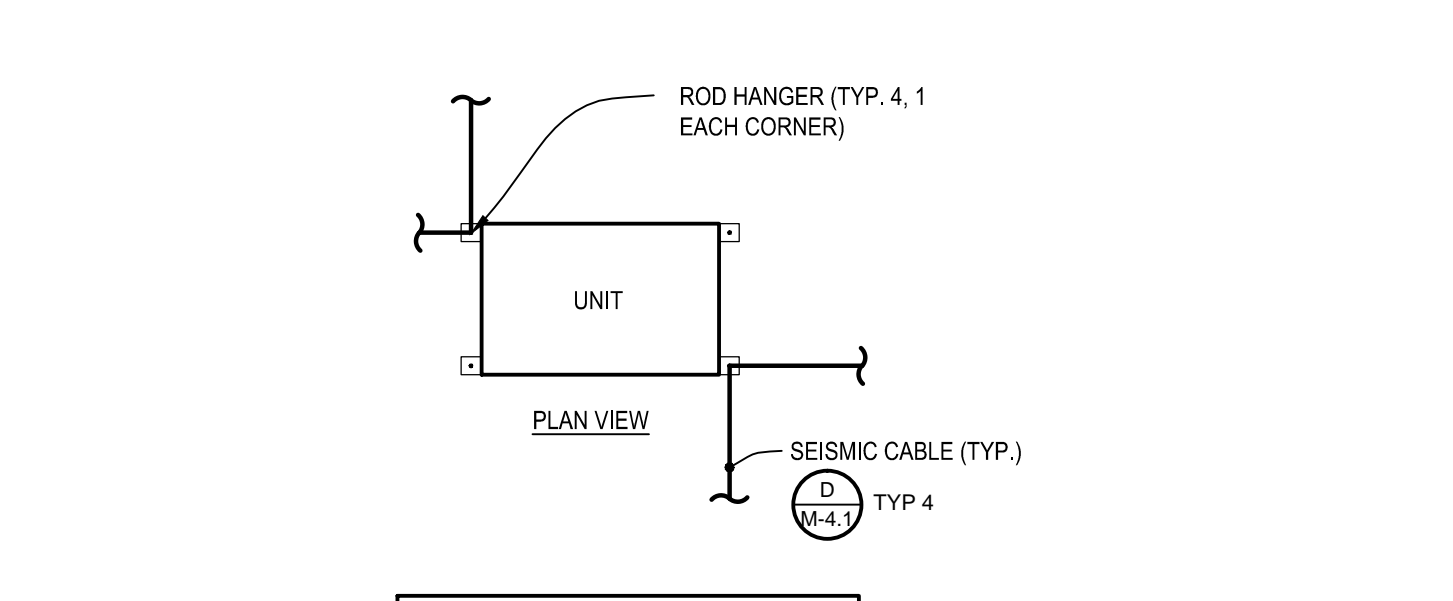 ROD HANGER (TYP. 4, 1
EACH CORNER)
UNIT
PLAN VIEW
SEISMIC CABLE (TYP.)
D
M-4.1
TYP 4